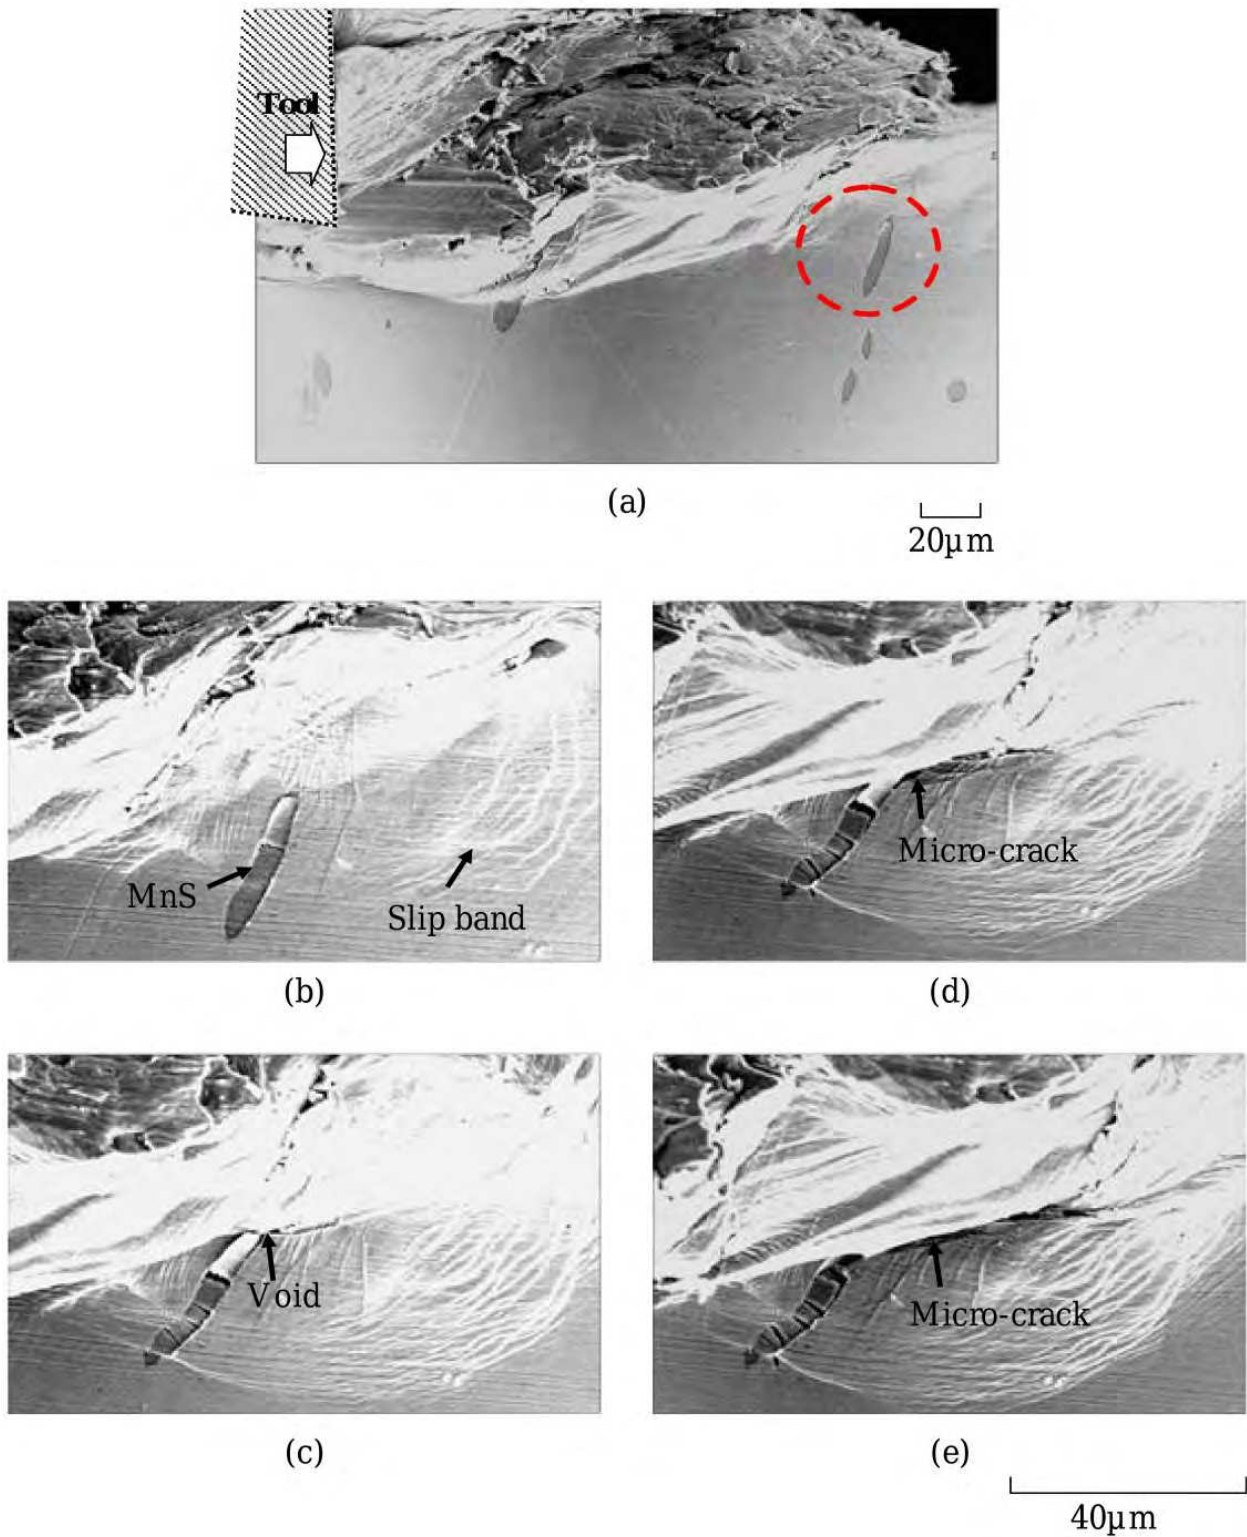 Tool
(a)
20μm
MnS
Slip band
(b)
Micro-crack
(d)
Void
(c)
Micro-crack
(e)
40μm